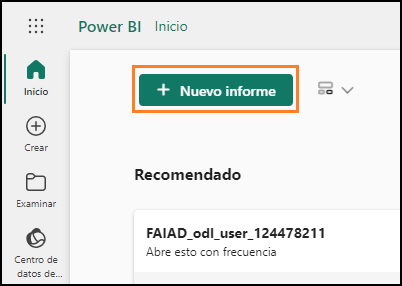 Power BI Inicio
+ Nuevo informe
Inicio
Crear
Recomendado
Examinar
FAIAD_odl_user_124478211
Abre esto con frecuencia
Centro de
datos de...